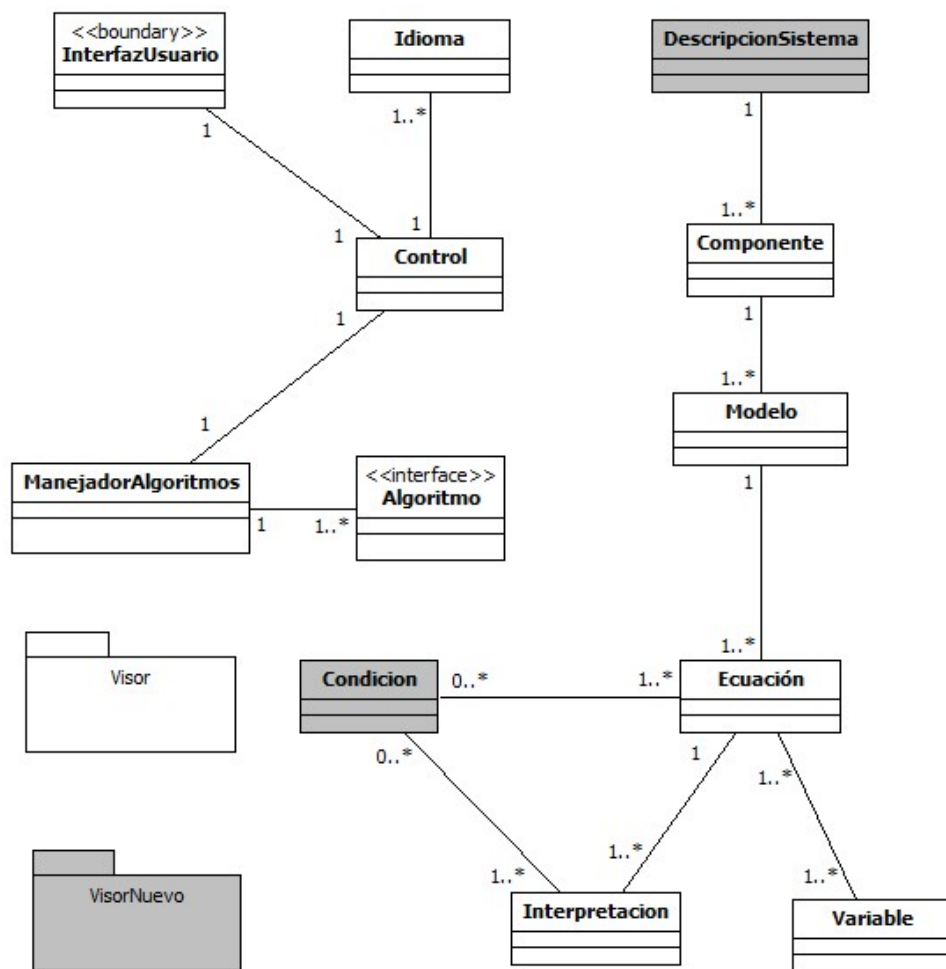 <<boundary>>
InterfazUsuario
Idioma
DescripcionSistema
1
1..*
1
1
1
1..*
Control
Componente
1
1
1
1..*
Modelo
ManejadorAlgoritmos
<<interface>>
Algoritmo
1
1..*
1
1..*
Visor
Condicion
0..*
1..*
Ecuación
0..*
1
1..*
1..*
1..*
1..*
VisorNuevo
Interpretacion
Variable